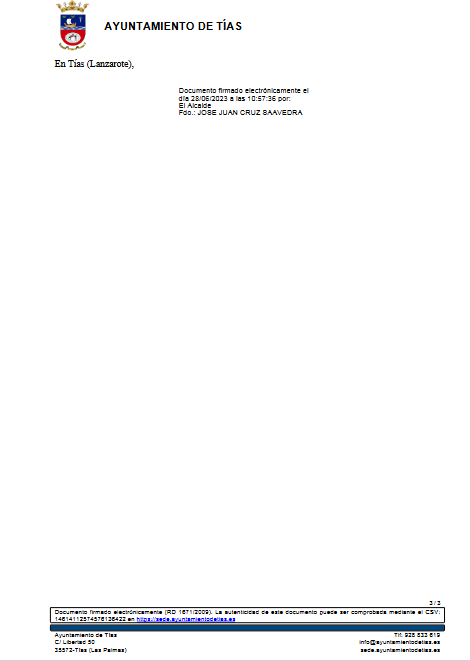 AYUNTAMIENTO DE TÍAS
En Tías (Lanzarote),
Documento firmado electrónicamente el
día 28/06/2023 a las 10:57:36 por:
El Alcalde
Fdo.: JOSE JUAN CRUZ SAAVEDRA
3 / 3
Documento firmado electrónicamente (RD 1671/2009). La autenticidad de este documento puede ser comprobada mediante el CSV:
14614112574576136422 en https://sede.ayuntamientodetias.es
Ayuntamiento de Tías
Tlf: 928 833 619
C/ Libertad 50
info@ayuntamientodetias.es
35572-Tías (Las Palmas)
sede.ayuntamientodetias.es